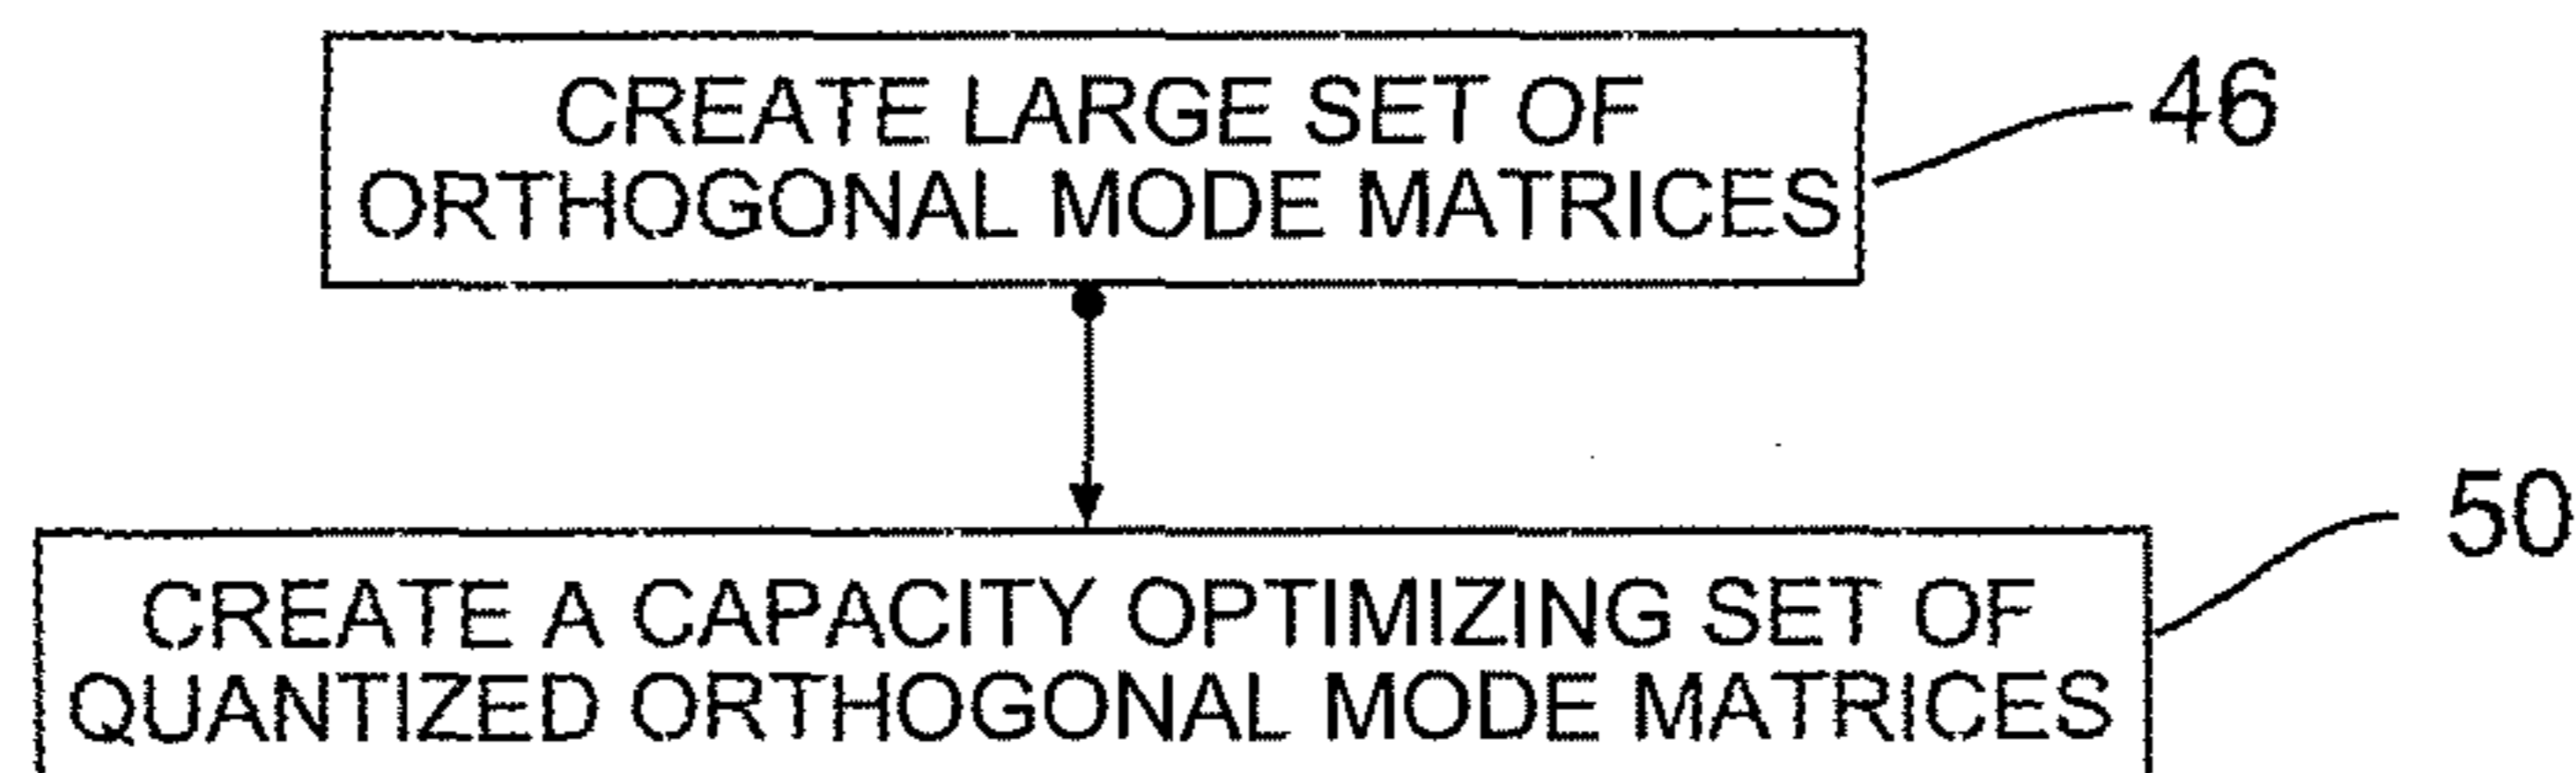 CREATE LARGE SET OF
ORTHOGONAL MODE MATRICES
46
CREATE A CAPACITY OPTIMIZING SET OF
QUANTIZED ORTHOGONAL MODE MATRICES
50